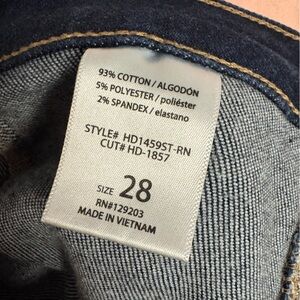 93% COTTON / ALGODÓN
5% POLYESTER / poliéster
2% SPANDEX / elastano
STYLE# HD1459ST-RN
CUT# HD-1857
SIZE 28
RN#129203
MADE IN VIETNAM